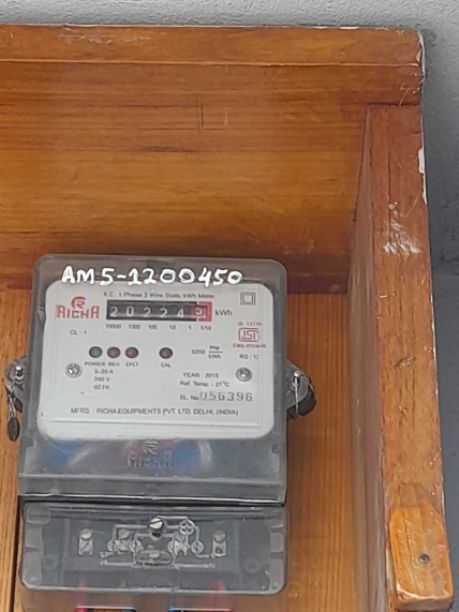 AM5-1200450
A.C. 1-Phase 2 Wire Static kWh Meter
RICHA
20224
kWh
10000 1000 100 10 1 1/10
CL-1
3200 Imp/kWh
POWER REV EFLT CAL
5-20 A
240 V
50 Hz
YEAR : 2015
Ref. Temp. : 27°C
RL No. 056396
MFRS. : RICHA EQUIPMENTS PVT. LTD. DELHI, (INDIA)
RICHA